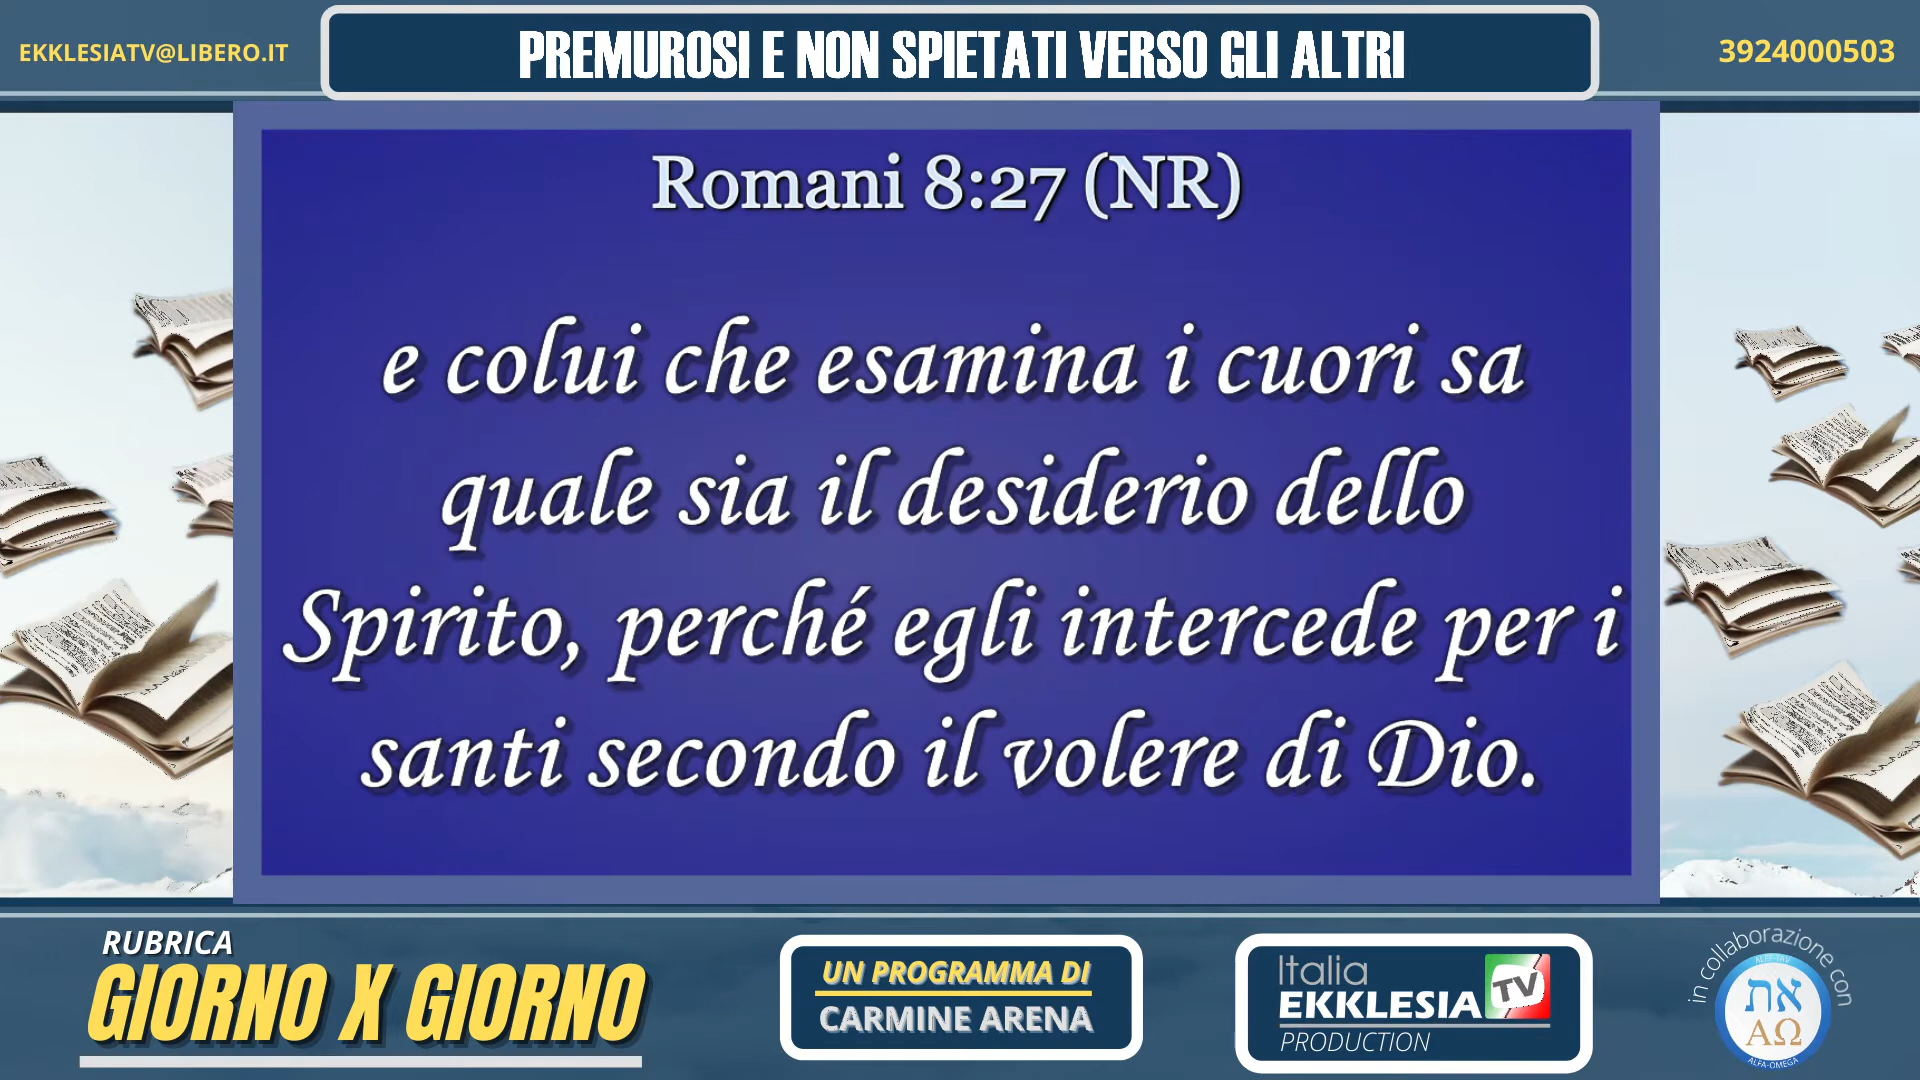 EKKLESIATV@LIBERO.IT
PREMUROSI E NON SPIETATI VERSO GLI ALTRI
3924000503
Romani 8:27 (NR)
e colui che esamina i cuori sa
quale sia il desiderio dello
Spirito, perché egli intercede per i
santi secondo il volere di Dio.
RUBRICA
GIORNO X GIORNO
UN PROGRAMMA DI
CARMINE ARENA
Italia
EKKLESIA TV
PRODUCTION
in collaborazione con
ALEF-TAV
את
ΑΩ
ALFA-OMEGA